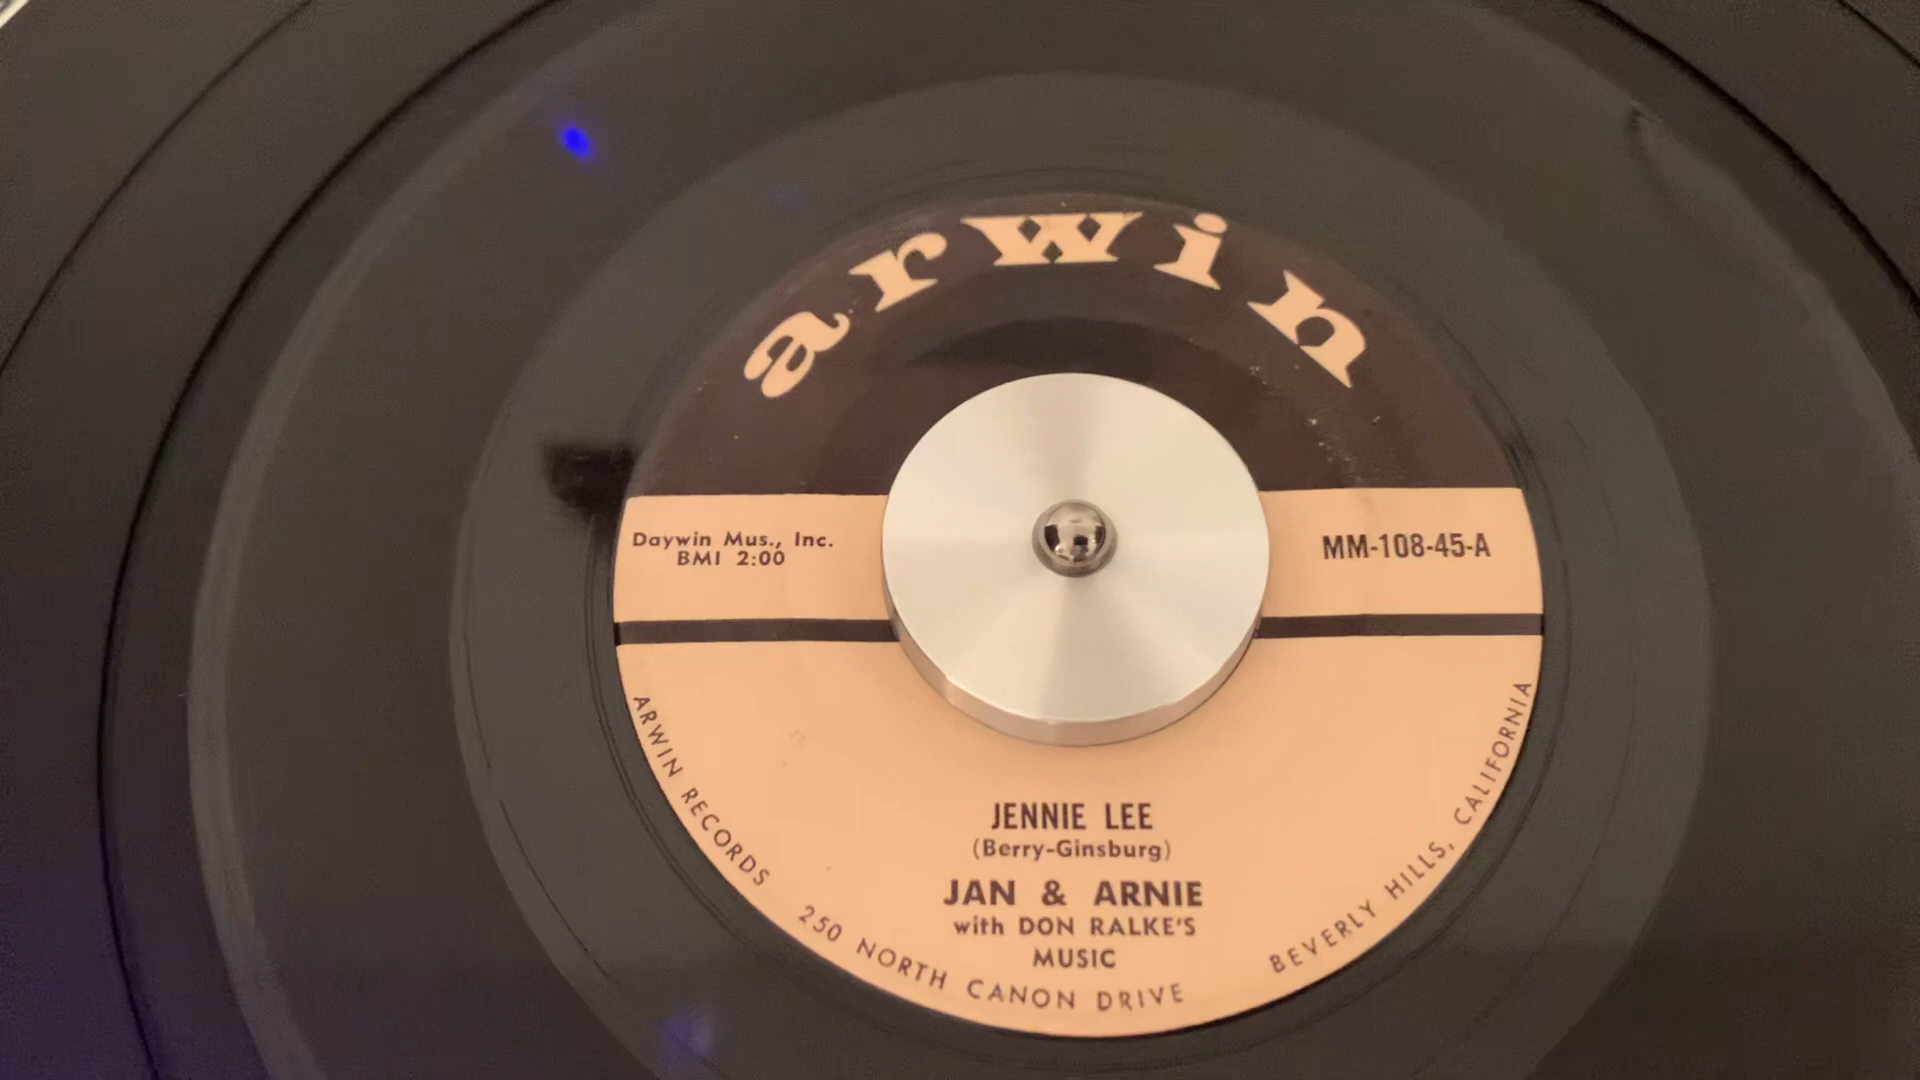 arwin
Daywin Mus., Inc.
BMI 2:00
MM-108-45-A
JENNIE LEE
(Berry-Ginsburg)
JAN & ARNIE
with DON RALKE'S
MUSIC
ARWIN RECORDS 250 NORTH CANON DRIVE BEVERLY HILLS, CALIFORNIA